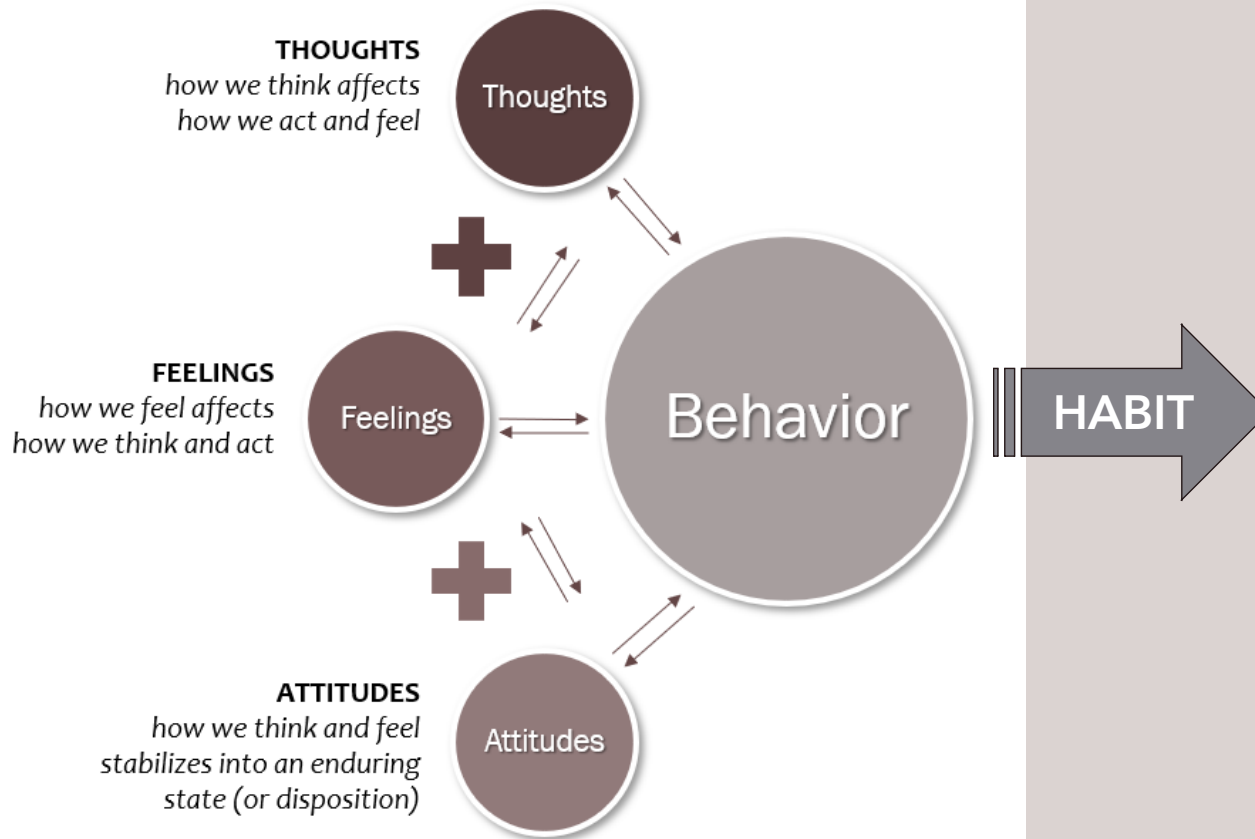 THOUGHTS
how we think affects
how we act and feel
Thoughts
FEELINGS
how we feel affects
how we think and act
Feelings
Behavior
HABIT
ATTITUDES
how we think and feel
stabilizes into an enduring
state (or disposition)
Attitudes